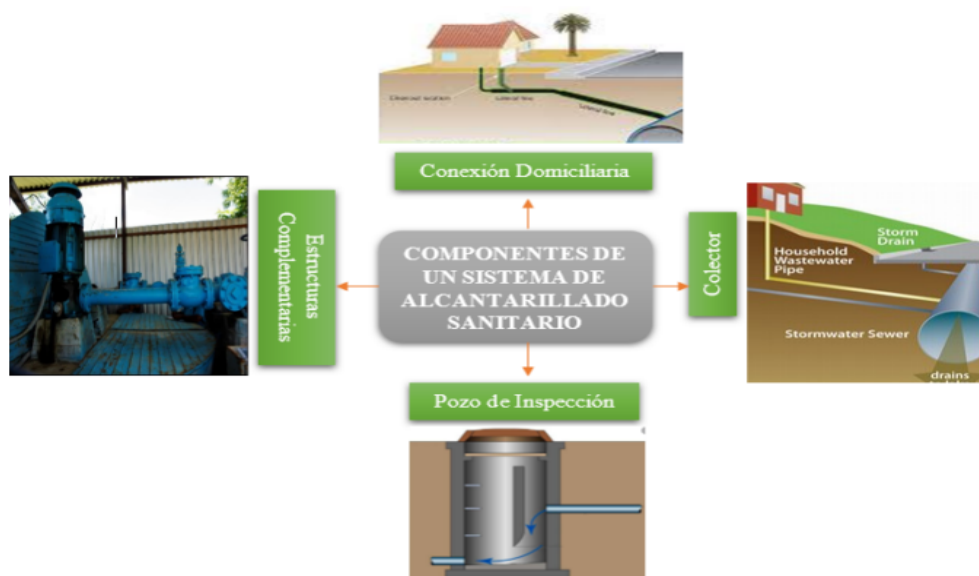 Conexión Domiciliaria
Estructuras
Complementarias
COMPONENTES DE
UN SISTEMA DE
ALCANTARILLADO
SANITARIO
Colector
Storm
Drain
Household
Wastewater
Pipe
Stormwater Sewer
drains
Pozo de Inspección